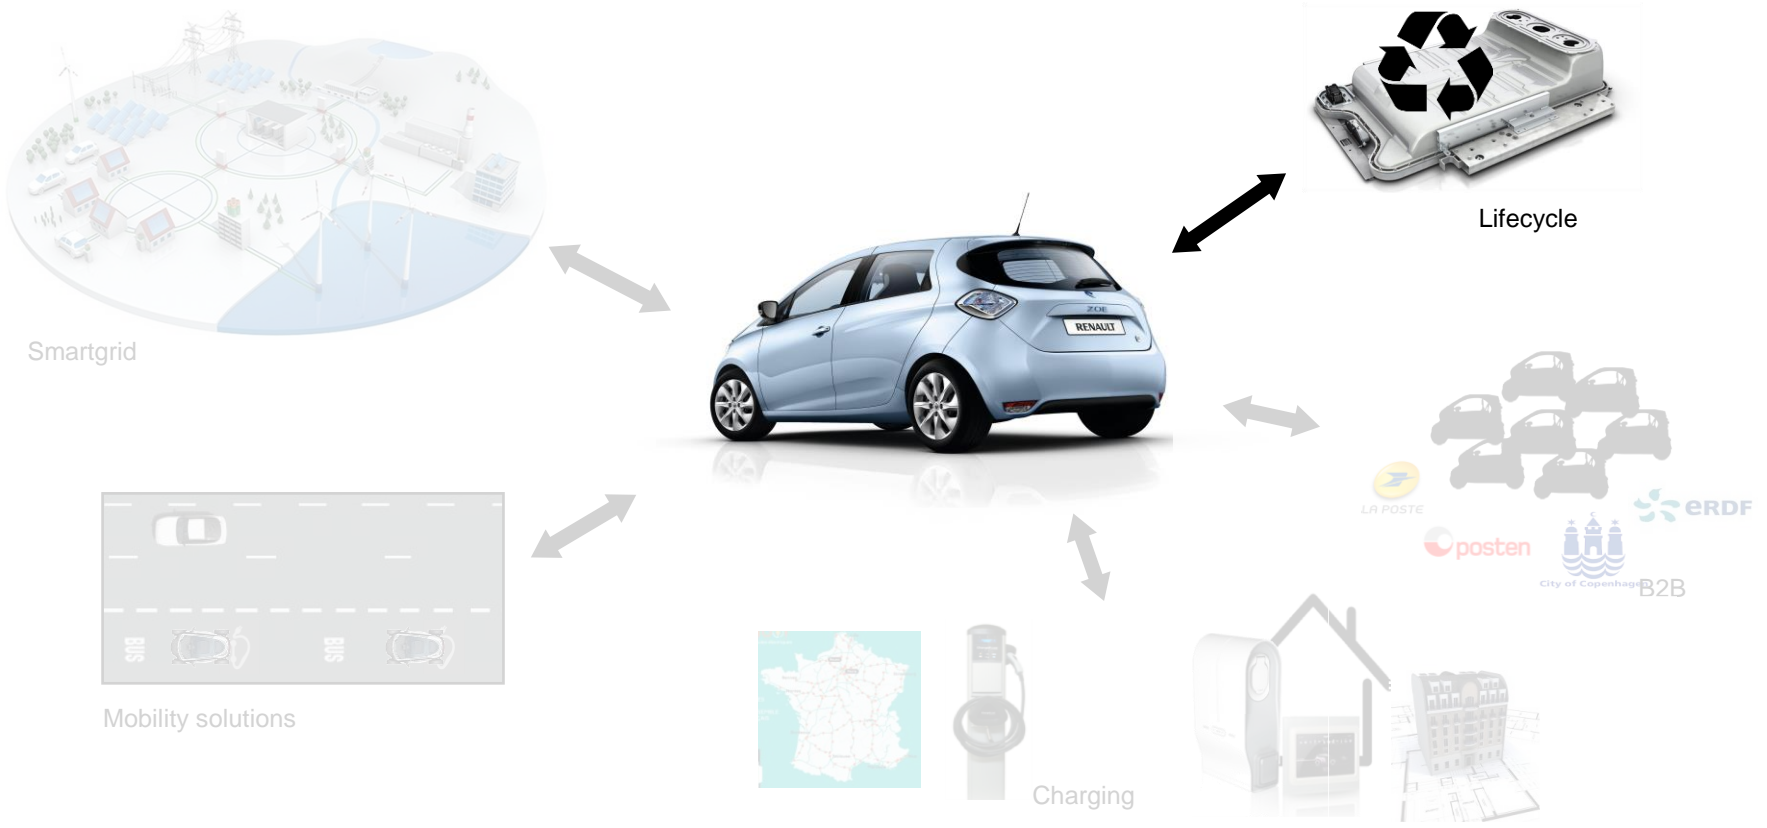 Lifecycle
ZOE
RENAULT
Smartgrid
LA POSTE
eRDF
posten
City of Copenhagen
B2B
BUS
BUS
Mobility solutions
Charging